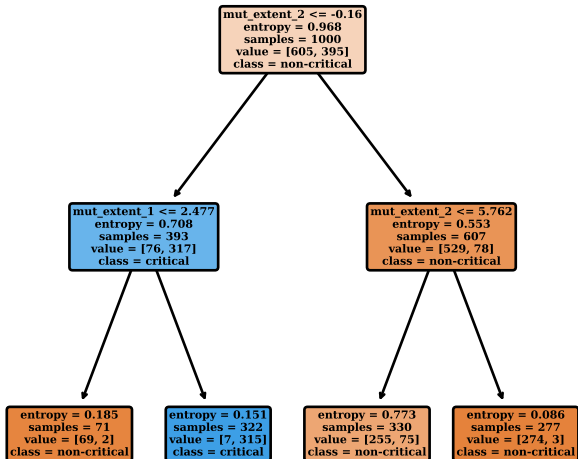 mut_extent_2 <= -0.16
entropy = 0.968
samples = 1000
value = [605, 395]
class = non-critical
mut_extent_1 <= 2.477
entropy = 0.708
samples = 393
value = [76, 317]
class = critical
mut_extent_2 <= 5.762
entropy = 0.553
samples = 607
value = [529, 78]
class = non-critical
entropy = 0.185
samples = 71
value = [69, 2]
class = non-critical
entropy = 0.151
samples = 322
value = [7, 315]
class = critical
entropy = 0.773
samples = 330
value = [255, 75]
class = non-critical
entropy = 0.086
samples = 277
value = [274, 3]
class = non-critical